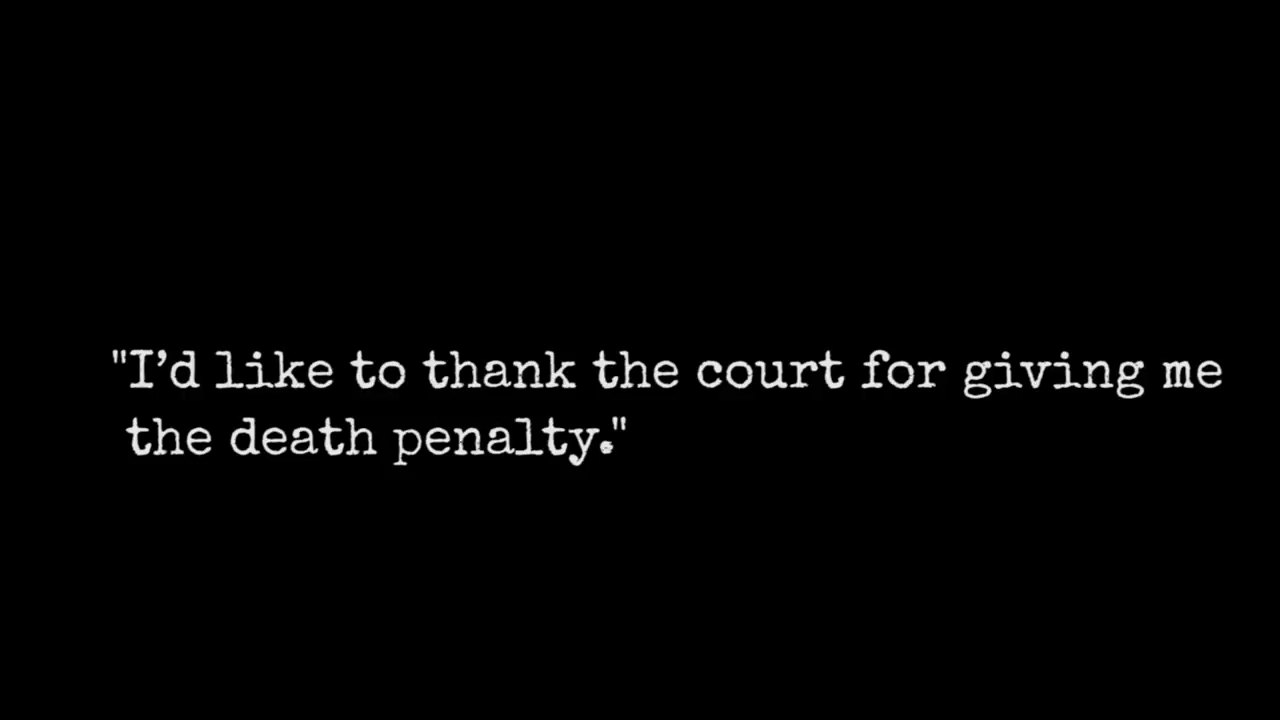 "I’d like to thank the court for giving me
the death penalty."